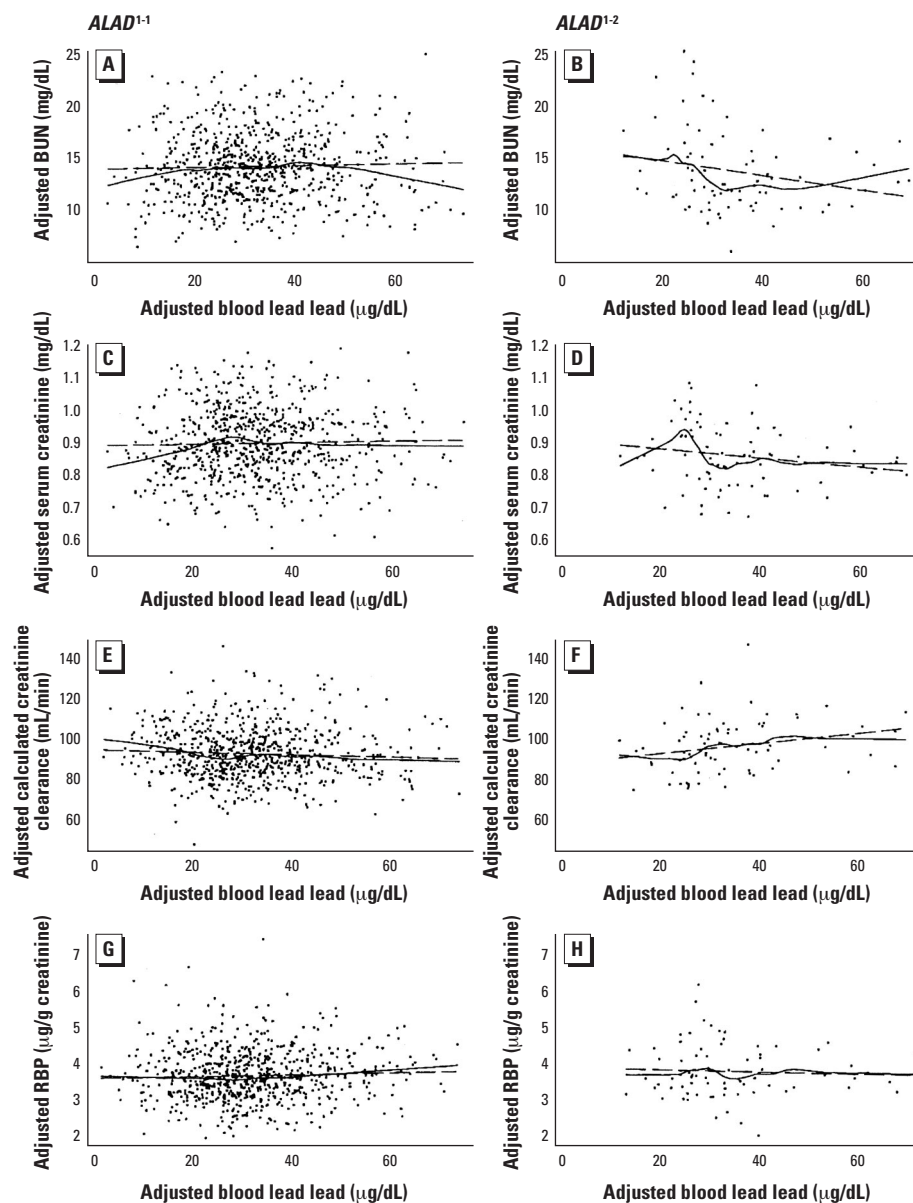 ALAD1-1
ALAD1-2
A
Adjusted BUN (mg/dL)
25
20
15
10
0 20 40 60
Adjusted blood lead lead (μg/dL)
B
Adjusted BUN (mg/dL)
25
20
15
10
0 20 40 60
Adjusted blood lead lead (μg/dL)
C
Adjusted serum creatinine (mg/dL)
1.2
1.1
1.0
0.9
0.8
0.7
0.6
0 20 40 60
Adjusted blood lead lead (μg/dL)
D
Adjusted serum creatinine (mg/dL)
1.2
1.1
1.0
0.9
0.8
0.7
0.6
0 20 40 60
Adjusted blood lead lead (μg/dL)
E
Adjusted calculated creatinine
clearance (mL/min)
140
120
100
80
60
0 20 40 60
Adjusted blood lead lead (μg/dL)
F
Adjusted calculated creatinine
clearance (mL/min)
140
120
100
80
60
0 20 40 60
Adjusted blood lead lead (μg/dL)
G
Adjusted RBP (μg/g creatinine)
7
6
5
4
3
2
0 20 40 60
Adjusted blood lead lead (μg/dL)
H
Adjusted RBP (μg/g creatinine)
7
6
5
4
3
2
0 20 40 60
Adjusted blood lead lead (μg/dL)